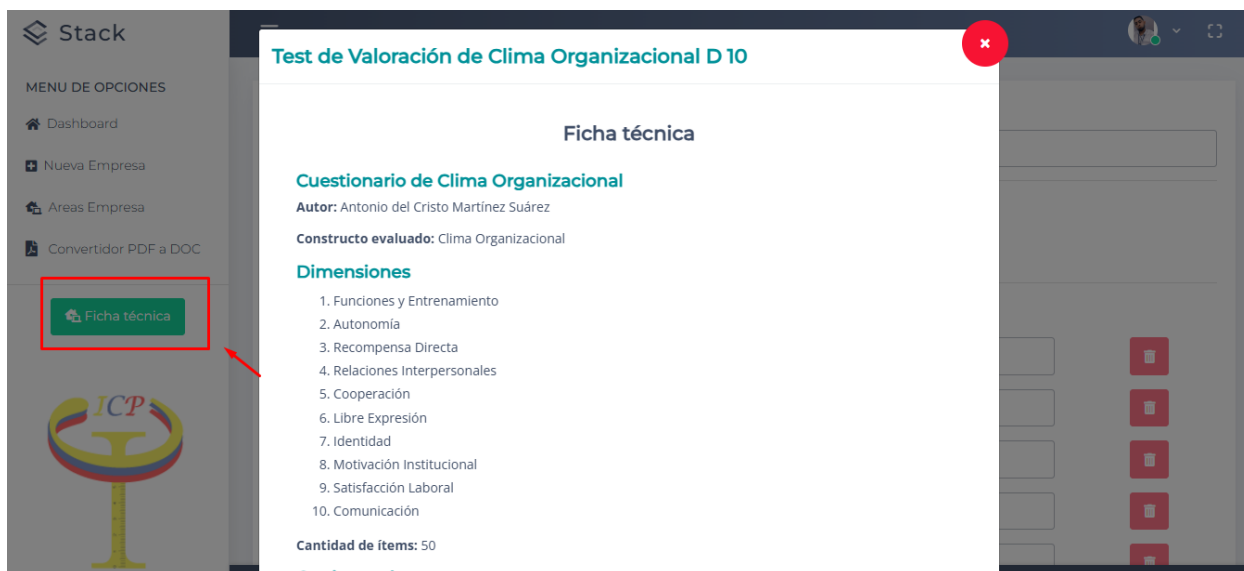 Stack
MENU DE OPCIONES
Dashboard
Nueva Empresa
Areas Empresa
Convertidor PDF a DOC
Ficha técnica
ICP
Test de Valoración de Clima Organizacional D 10
Ficha técnica
Cuestionario de Clima Organizacional
Autor: Antonio del Cristo Martínez Suárez
Constructo evaluado: Clima Organizacional
Dimensiones
1. Funciones y Entrenamiento
2. Autonomía
3. Recompensa Directa
4. Relaciones Interpersonales
5. Cooperación
6. Libre Expresión
7. Identidad
8. Motivación Institucional
9. Satisfacción Laboral
10. Comunicación
Cantidad de ítems: 50